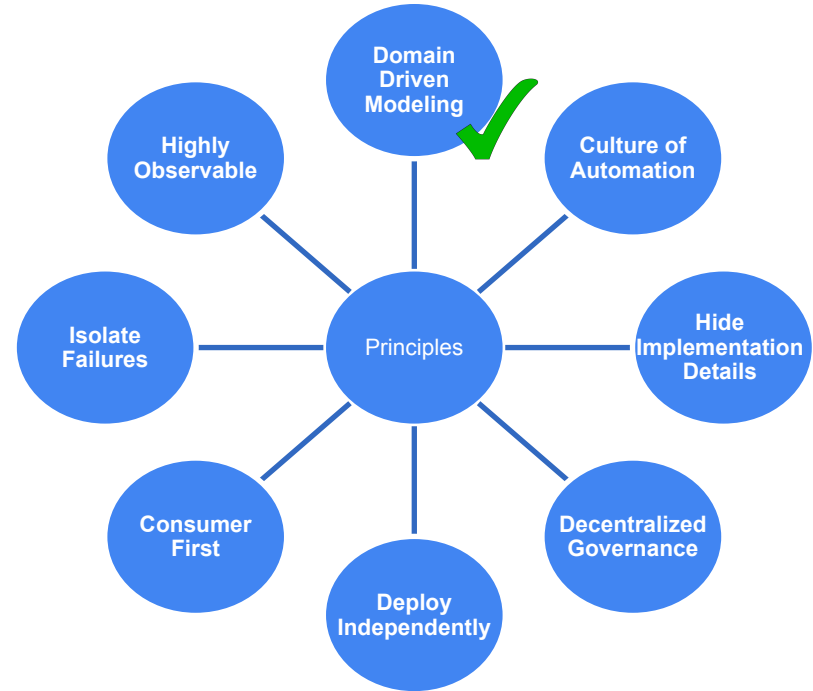 Domain
Driven
Modeling
Highly
Observable
Culture of
Automation
Isolate
Failures
Principles
Hide
Implementation
Details
Consumer
First
Decentralized
Governance
Deploy
Independently